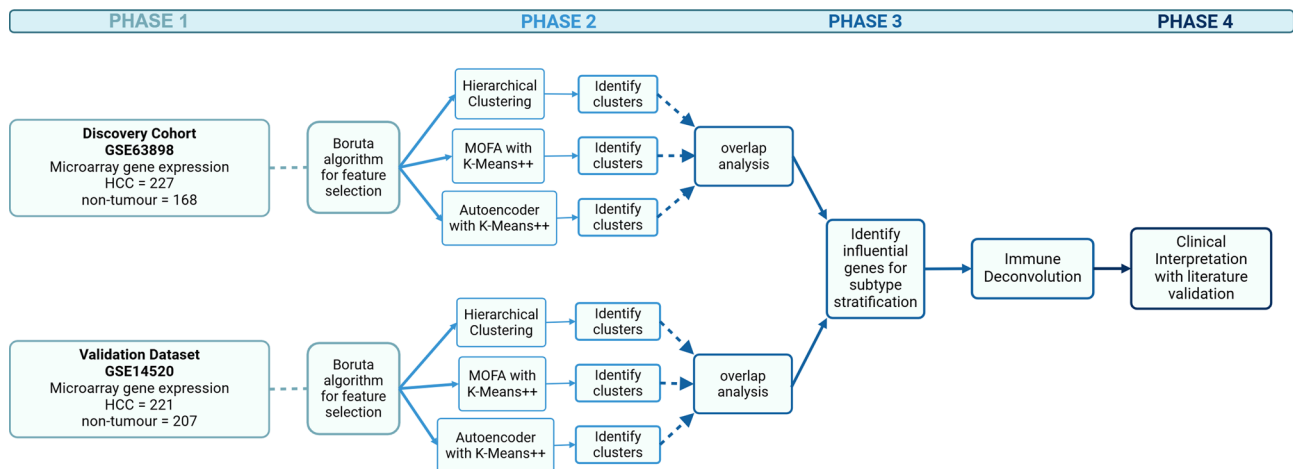 PHASE 1
PHASE 2
PHASE 3
PHASE 4
Discovery Cohort
GSE63898
Microarray gene expression
HCC = 227
non-tumour = 168
Boruta
algorithm
for feature
selection
Hierarchical
Clustering
Identify
clusters
MOFA with
K-Means++
Identify
clusters
Autoencoder
with K-Means++
Identify
clusters
overlap
analysis
Validation Dataset
GSE14520
Microarray gene expression
HCC = 221
non-tumour = 207
Boruta
algorithm
for feature
selection
Hierarchical
Clustering
Identify
clusters
MOFA with
K-Means++
Identify
clusters
Autoencoder
with K-Means++
Identify
clusters
overlap
analysis
Identify
influential
genes for
subtype
stratification
Immune
Deconvolution
Clinical
Interpretation
with literature
validation